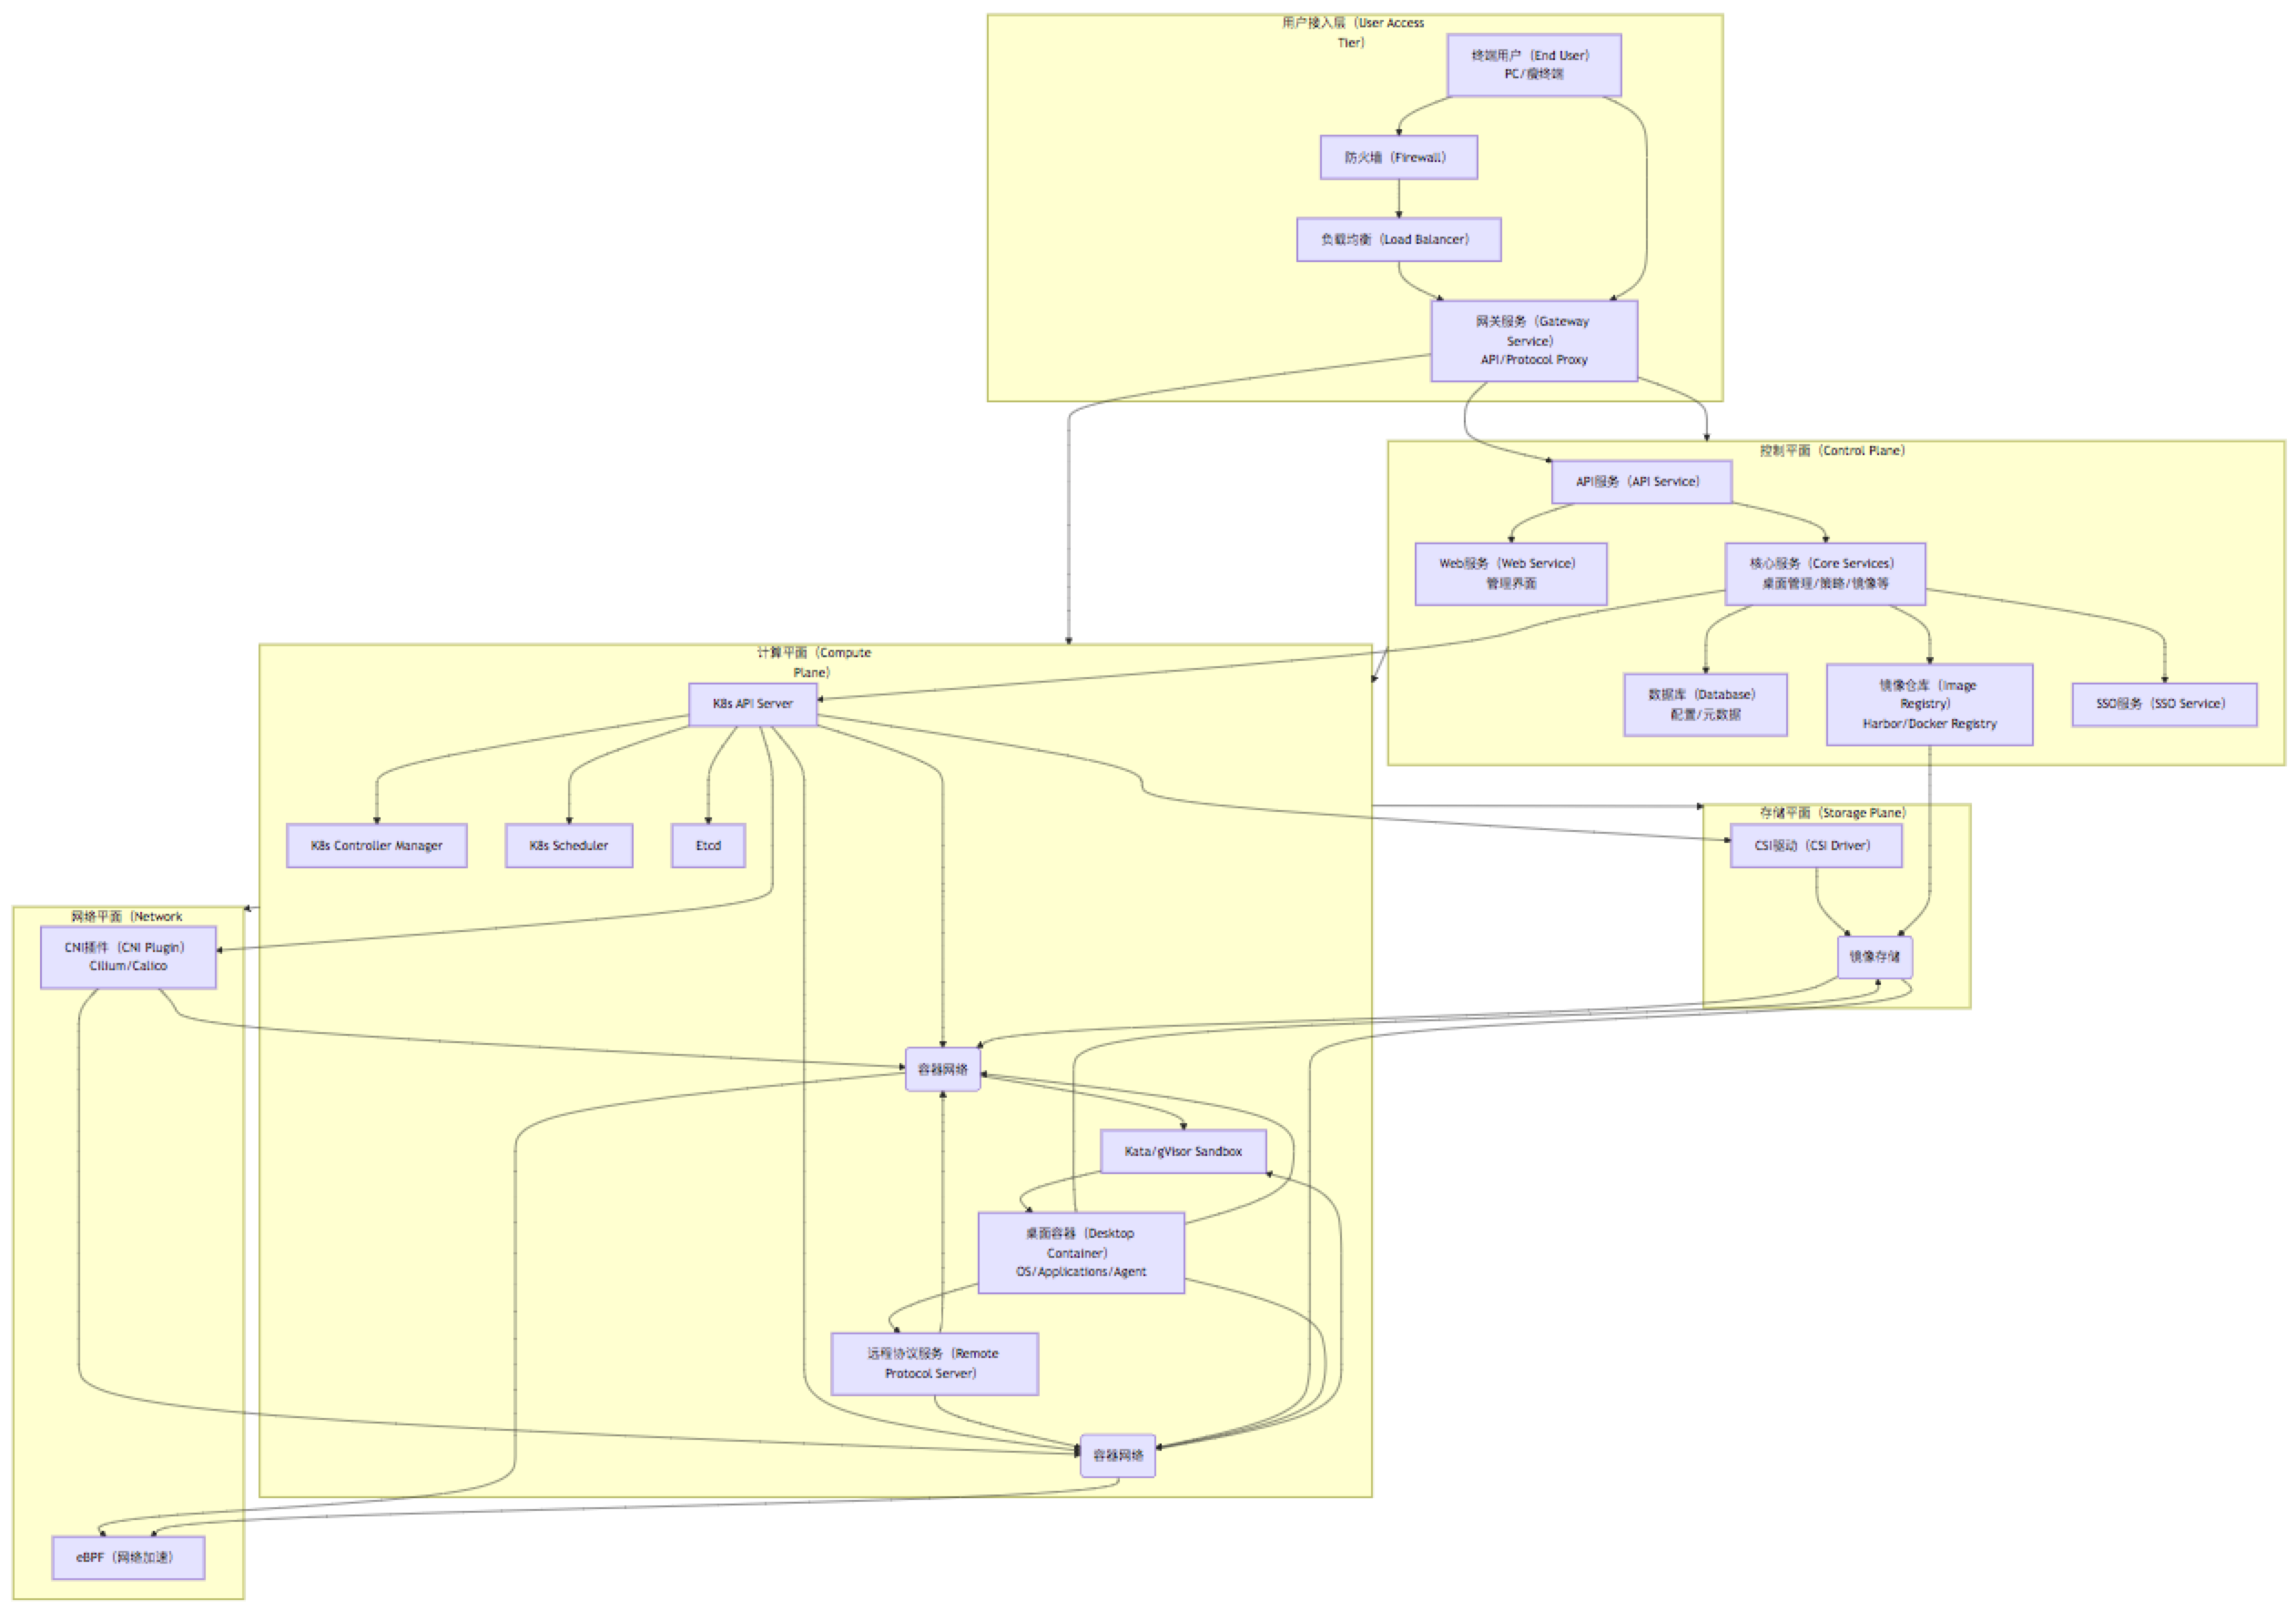 用户接入层（User Access
Tier）
终端用户（End User）
PC/瘦终端
防火墙（Firewall）
负载均衡（Load Balancer）
网关服务（Gateway
Service）
API/Protocol Proxy
控制平面（Control Plane）
API服务（API Service）
Web服务（Web Service）
管理界面
核心服务（Core Services）
桌面管理/策略/镜像等
数据库（Database）
配置/元数据
镜像仓库（Image
Registry）
Harbor/Docker Registry
SSO服务（SSO Service）
计算平面（Compute
Plane）
K8s API Server
K8s Controller Manager
K8s Scheduler
Etcd
存储平面（Storage Plane）
CSI驱动（CSI Driver）
镜像存储
网络平面（Network
CNI插件（CNI Plugin）
Cilium/Calico
容器网络
Kata/gVisor Sandbox
桌面容器（Desktop
Container）
OS/Applications/Agent
远程协议服务（Remote
Protocol Server）
容器网络
eBPF（网络加速）